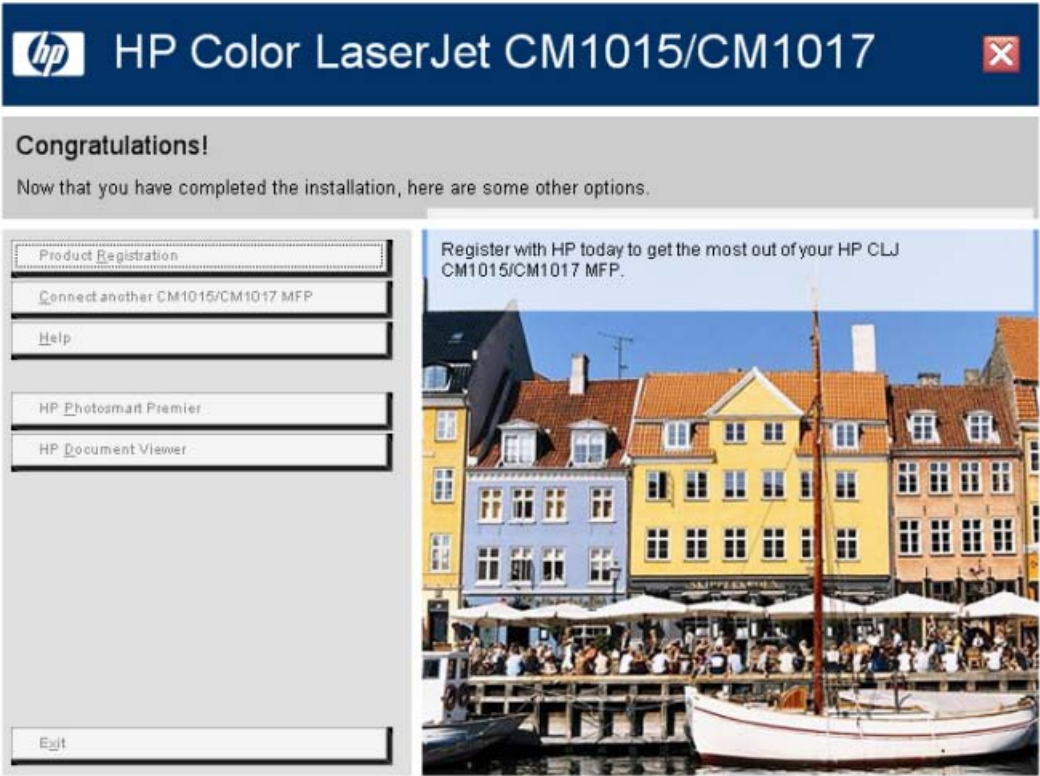 hp HP Color LaserJet CM1015/CM1017
Congratulations!
Now that you have completed the installation, here are some other options.
Product Registration
Connect another CM1015/CM1017 MFP
Help
HP Photosmart Premier
HP Document Viewer
Exit
Register with HP today to get the most out of your HP CLJ
CM1015/CM1017 MFP.